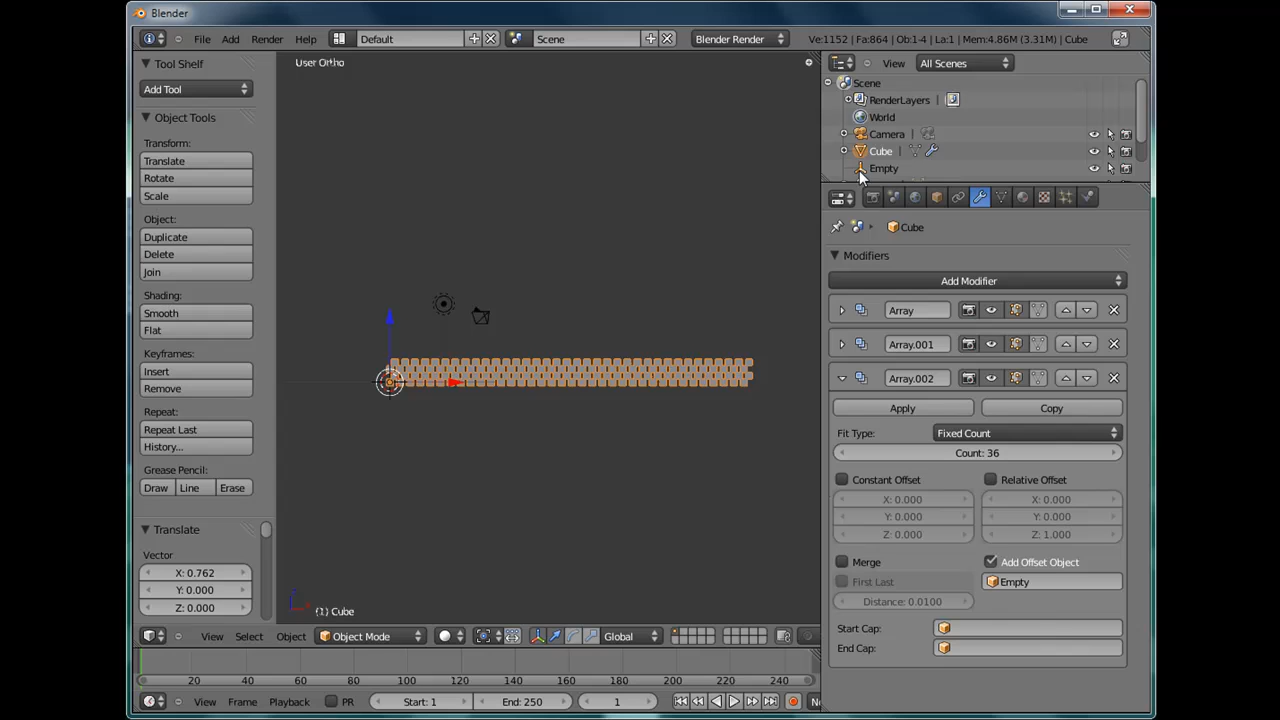 Blender
File Add Render Help Default Scene Blender Render Ve:1152 | Fa:864 | Ob:1-4 | La:1 | Mem:4.86M (3.31M) | Cube
Tool Shelf
Add Tool
Object Tools
Transform:
Translate
Rotate
Scale
Object:
Duplicate
Delete
Join
Shading:
Smooth
Flat
Keyframes:
Insert
Remove
Repeat:
Repeat Last
History...
Grease Pencil:
Draw Line Erase
Translate
Vector
X: 0.762
Y: 0.000
Z: 0.000
User Ortho
(1) Cube
View Select Object Object Mode Global
20 40 60 80 100 120 140 160 180 200 220 240
View Frame Playback PR Start: 1 End: 250 1
View All Scenes
Scene
RenderLayers |
World
Camera |
Cube |
Empty
Cube
Modifiers
Add Modifier
Array
Array.001
Array.002
Apply Copy
Fit Type: Fixed Count
Count: 36
Constant Offset Relative Offset
X: 0.000 X: 0.000
Y: 0.000 Y: 0.000
Z: 0.000 Z: 1.000
Merge Add Offset Object
First Last Empty
Distance: 0.0100
Start Cap:
End Cap: